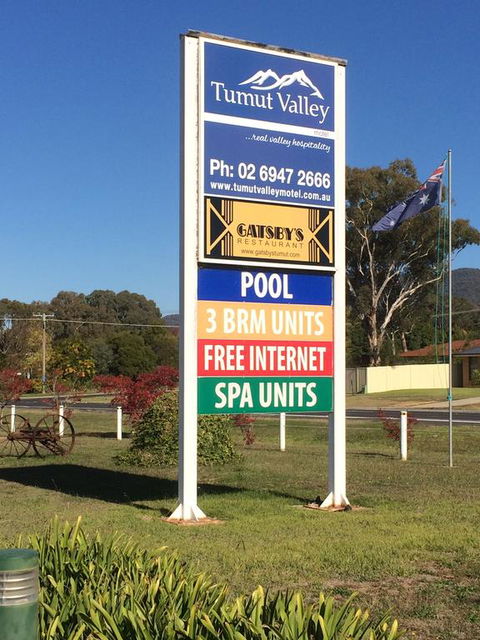 Tumut Valley
motel
...real valley hospitality
Ph: 02 6947 2666
www.tumutvalleymotel.com.au
GATSBY'S
RESTAURANT
www.gatsbystumut.com
POOL
3 BRM UNITS
FREE INTERNET
SPA UNITS